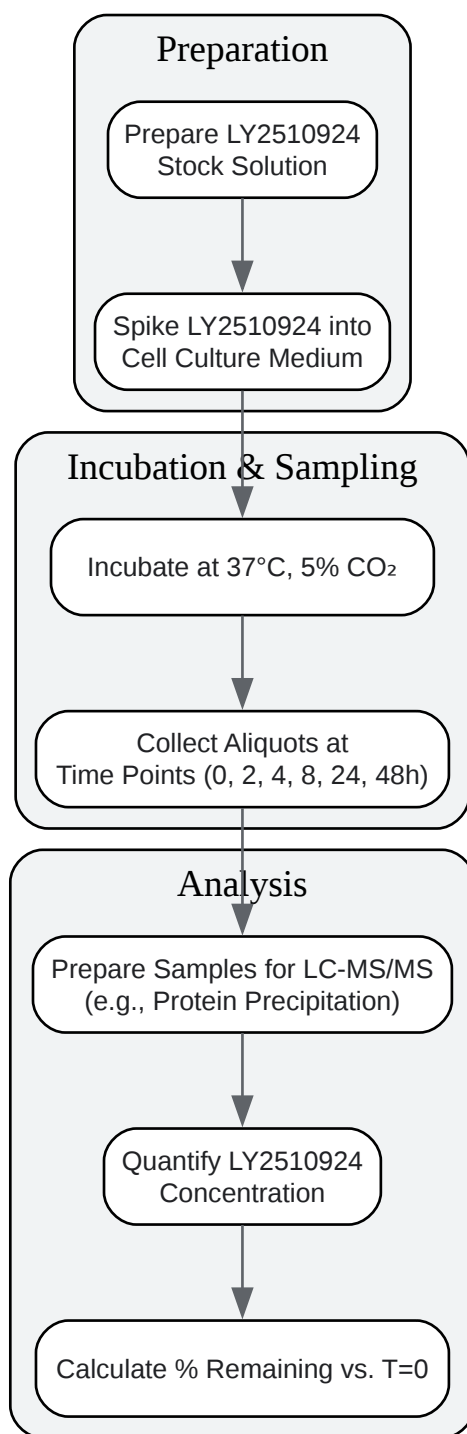 Preparation
Prepare LY2510924
Stock Solution
Spike LY2510924 into
Cell Culture Medium
Incubation & Sampling
Incubate at 37°C, 5% CO₂
Collect Aliquots at
Time Points (0, 2, 4, 8, 24, 48h)
Analysis
Prepare Samples for LC-MS/MS
(e.g., Protein Precipitation)
Quantify LY2510924
Concentration
Calculate % Remaining vs. T=0